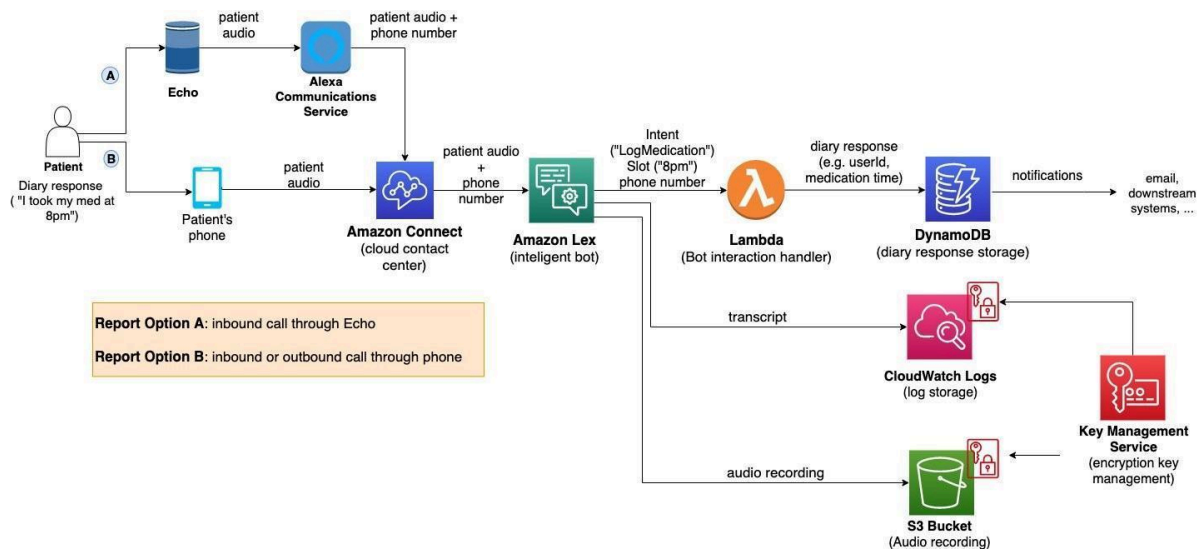 patient
audio
patient audio +
phone number
A
Echo
Alexa
Communications
Service
B
Patient
Diary response
( "I took my med at
8pm")
Patient's
phone
patient
audio
Amazon Connect
(cloud contact
center)
patient audio
+
phone
number
Amazon Lex
(inteligent bot)
Intent
("LogMedication")
Slot ("8pm")
phone number
Lambda
(Bot interaction handler)
diary response
(e.g. userId,
medication time)
DynamoDB
(diary response storage)
notifications
email,
downstream
systems, ...
transcript
CloudWatch Logs
(log storage)
Key Management
Service
(encryption key
management)
audio recording
S3 Bucket
(Audio recording)
Report Option A: inbound call through Echo
Report Option B: inbound or outbound call through phone